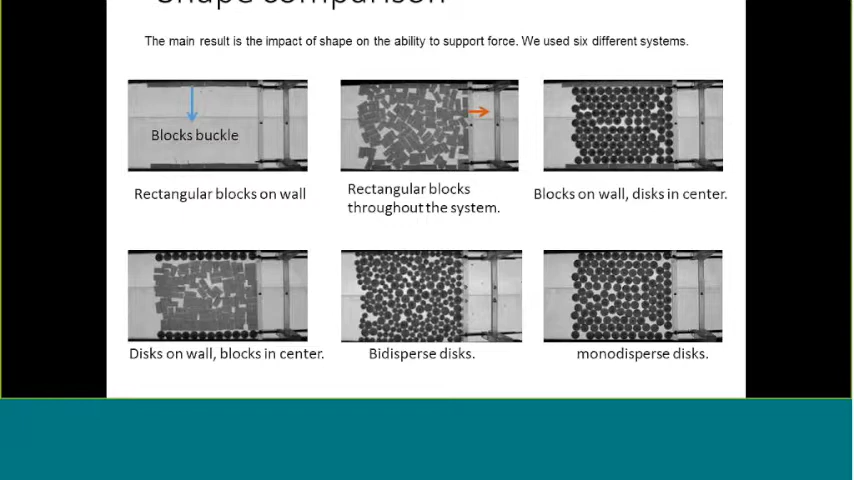 Shape comparison
The main result is the impact of shape on the ability to support force. We used six different systems.
Blocks buckle
Rectangular blocks on wall
Rectangular blocks
throughout the system.
Blocks on wall, disks in center.
Disks on wall, blocks in center.
Bidisperse disks.
monodisperse disks.